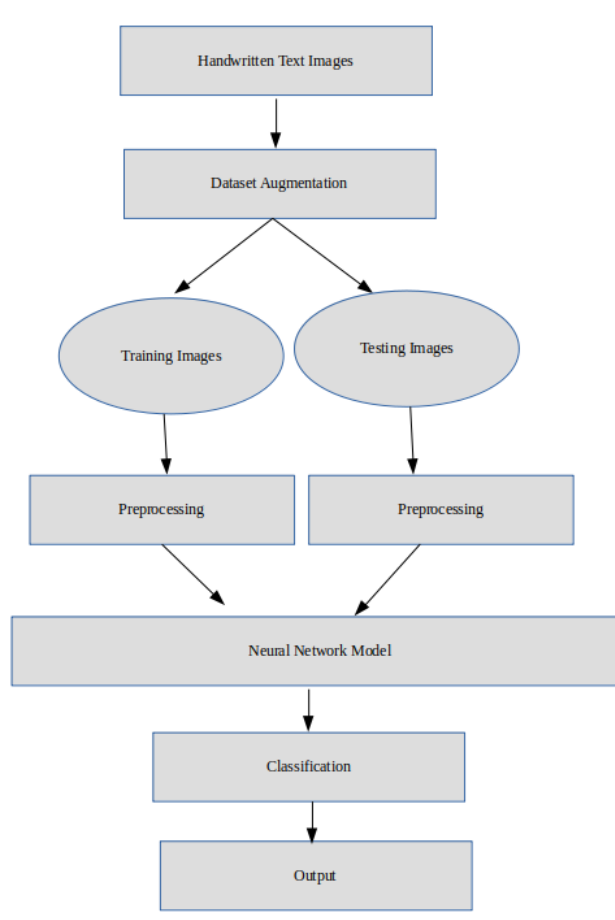 Handwritten Text Images
Dataset Augmentation
Training Images
Testing Images
Preprocessing
Preprocessing
Neural Network Model
Classification
Output